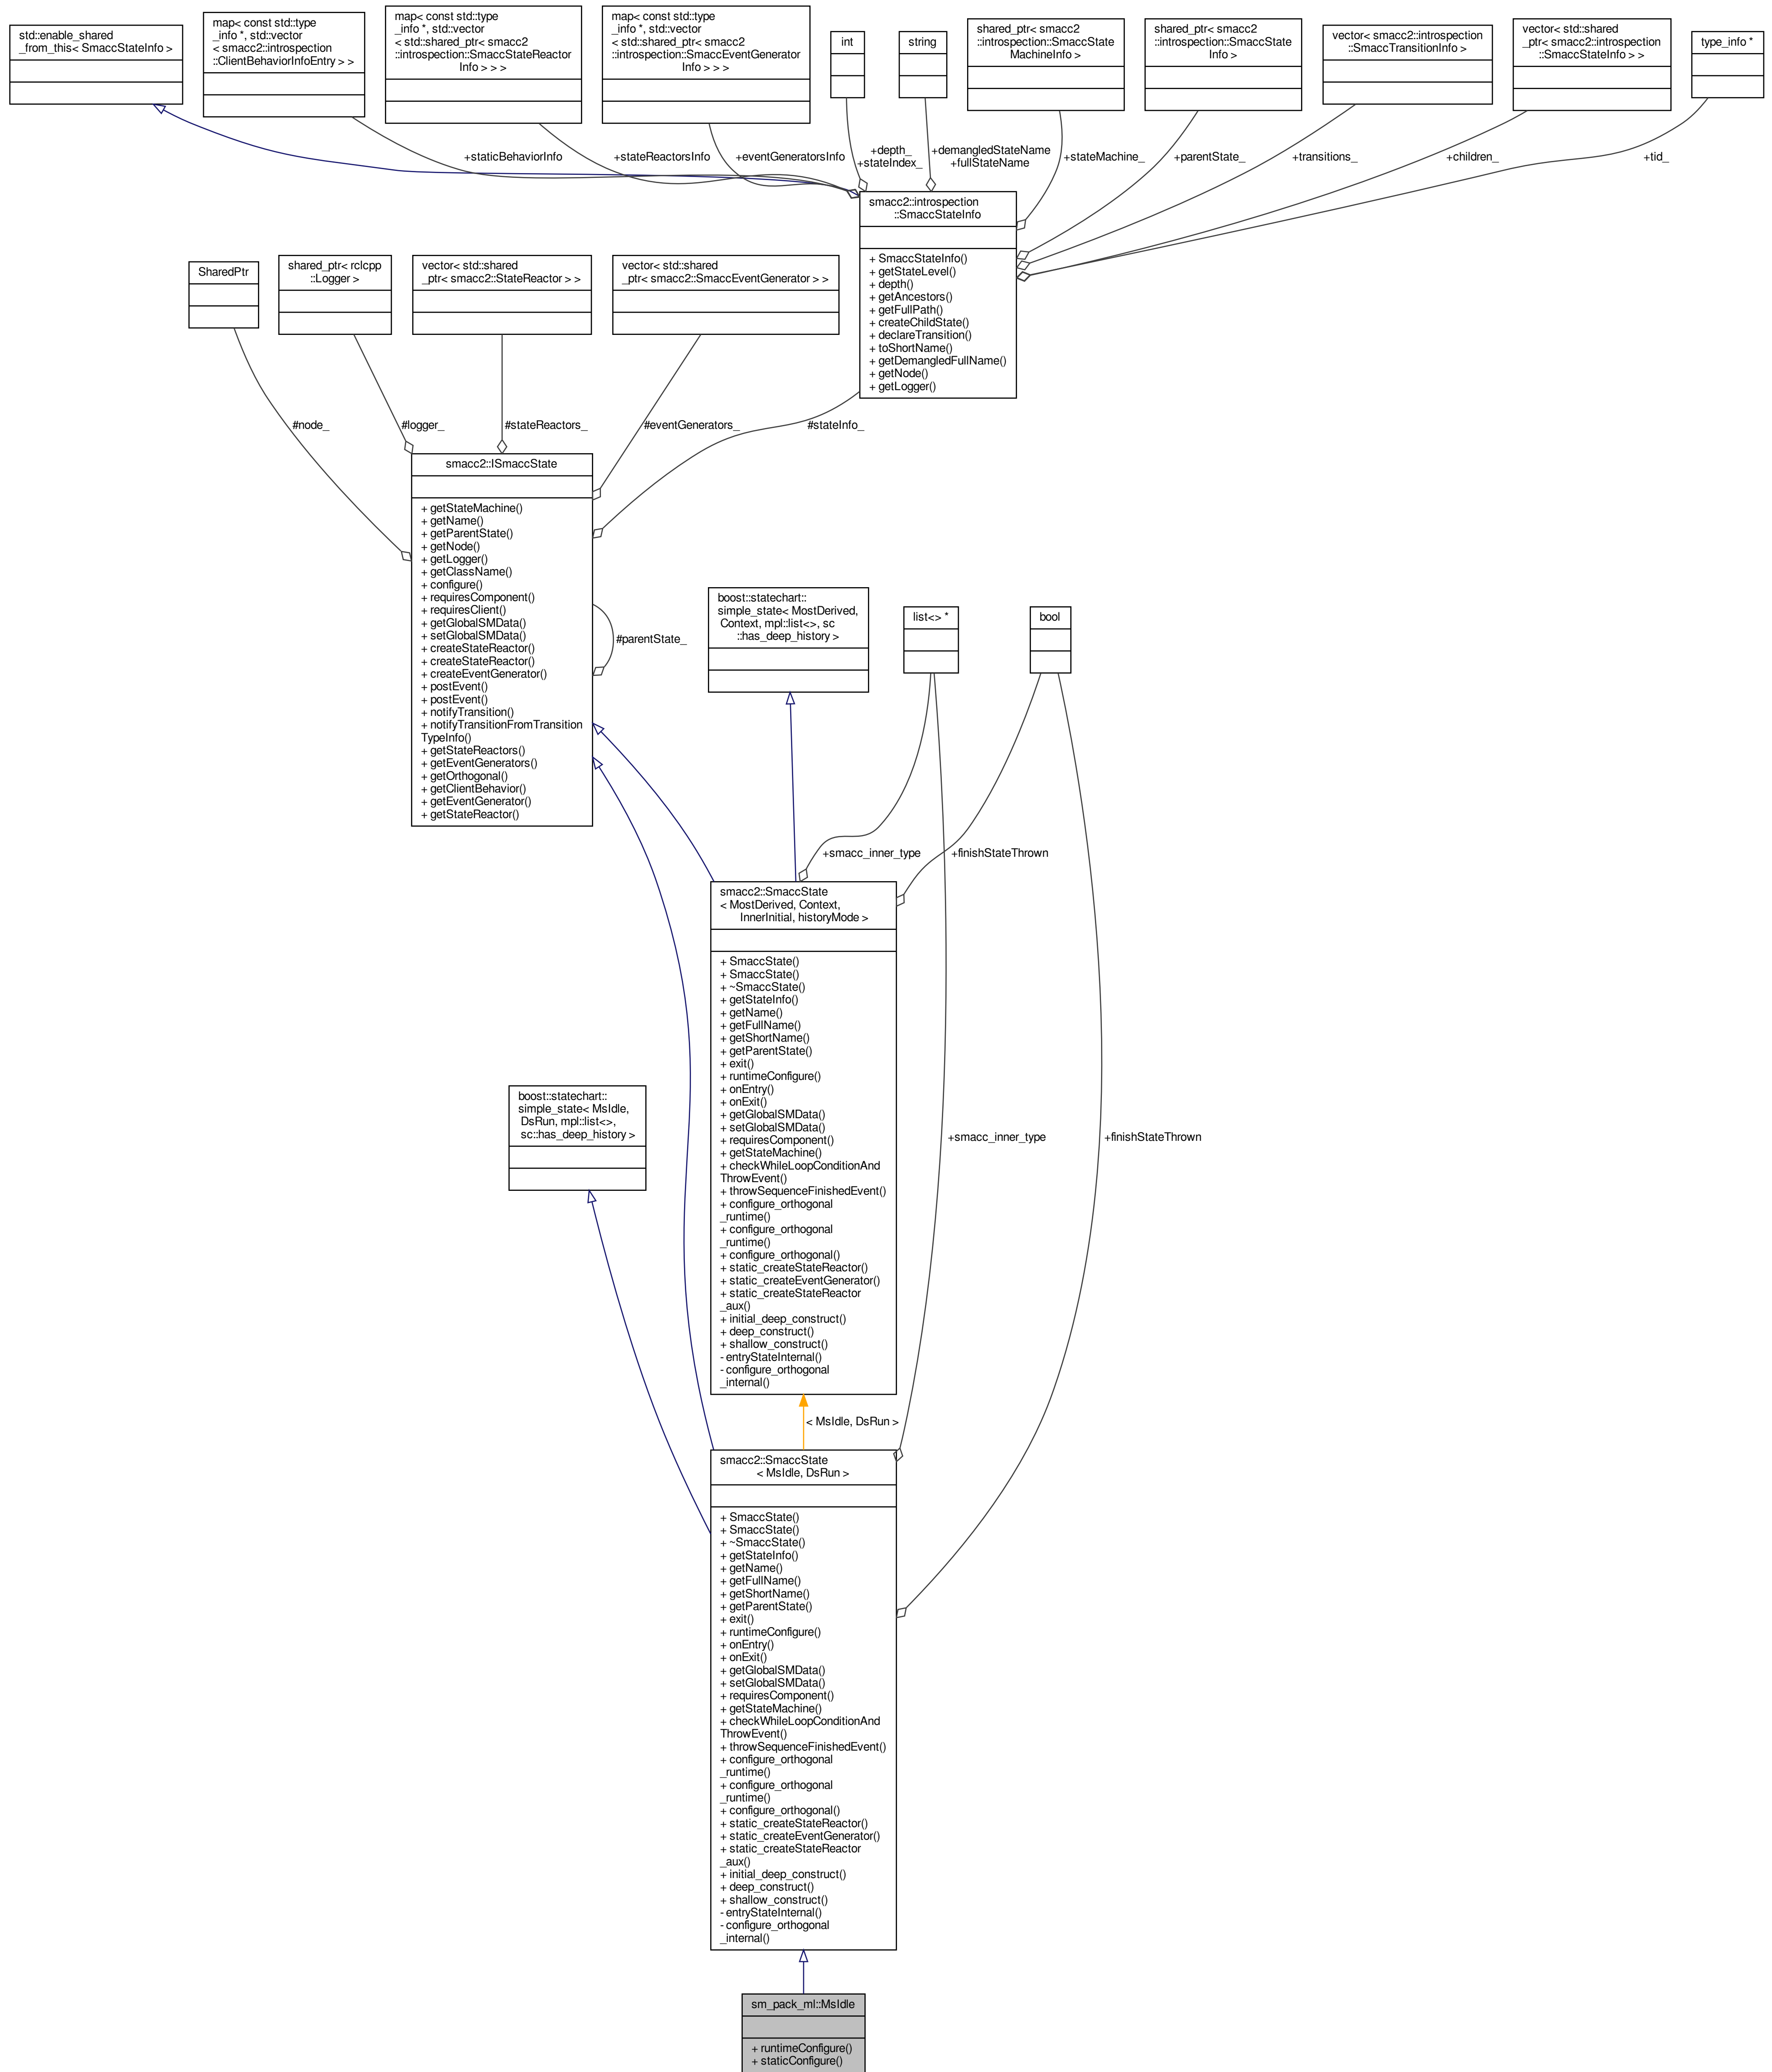 std::enable_shared
_from_this< SmaccStateInfo >
map< const std::type
_info *, std::vector
< smacc2::introspection
::ClientBehaviorInfoEntry > >
map< const std::type
_info *, std::vector
< std::shared_ptr< smacc2
::introspection::SmaccStateReactor
Info > > >
map< const std::type
_info *, std::vector
< std::shared_ptr< smacc2
::introspection::SmaccEventGenerator
Info > > >
int
string
shared_ptr< smacc2
::introspection::SmaccState
MachineInfo >
shared_ptr< smacc2
::introspection::SmaccState
Info >
vector< smacc2::introspection
::SmaccTransitionInfo >
vector< std::shared
_ptr< smacc2::introspection
::SmaccStateInfo > >
type_info *
+staticBehaviorInfo
+stateReactorsInfo
+eventGeneratorsInfo
+depth_
+stateIndex_
+demangledStateName
+fullStateName
+stateMachine_
+parentState_
+transitions_
+children_
+tid_
smacc2::introspection
::SmaccStateInfo
+ SmaccStateInfo()
+ getStateLevel()
+ depth()
+ getAncestors()
+ getFullPath()
+ createChildState()
+ declareTransition()
+ toShortName()
+ getDemangledFullName()
+ getNode()
+ getLogger()
SharedPtr
shared_ptr< rclcpp
::Logger >
vector< std::shared
_ptr< smacc2::StateReactor > >
vector< std::shared
_ptr< smacc2::SmaccEventGenerator > >
#node_
#logger_
#stateReactors_
#eventGenerators_
#stateInfo_
smacc2::ISmaccState
+ getStateMachine()
+ getName()
+ getParentState()
+ getNode()
+ getLogger()
+ getClassName()
+ configure()
+ requiresComponent()
+ requiresClient()
+ getGlobalSMData()
+ setGlobalSMData()
+ createStateReactor()
+ createStateReactor()
+ createEventGenerator()
+ postEvent()
+ postEvent()
+ notifyTransition()
+ notifyTransitionFromTransition
TypeInfo()
+ getStateReactors()
+ getEventGenerators()
+ getOrthogonal()
+ getClientBehavior()
+ getEventGenerator()
+ getStateReactor()
#parentState_
boost::statechart::
simple_state< MostDerived,
Context, mpl::list<>, sc
::has_deep_history >
list<> *
bool
+smacc_inner_type
+finishStateThrown
smacc2::SmaccState
< MostDerived, Context,
InnerInitial, historyMode >
+ SmaccState()
+ SmaccState()
+ ~SmaccState()
+ getStateInfo()
+ getName()
+ getFullName()
+ getShortName()
+ getParentState()
+ exit()
+ runtimeConfigure()
+ onEntry()
+ onExit()
+ getGlobalSMData()
+ setGlobalSMData()
+ requiresComponent()
+ getStateMachine()
+ checkWhileLoopConditionAnd
ThrowEvent()
+ throwSequenceFinishedEvent()
+ configure_orthogonal
_runtime()
+ configure_orthogonal
_runtime()
+ configure_orthogonal()
+ static_createStateReactor()
+ static_createEventGenerator()
+ static_createStateReactor
_aux()
+ initial_deep_construct()
+ deep_construct()
+ shallow_construct()
- entryStateInternal()
- configure_orthogonal
_internal()
boost::statechart::
simple_state< MsIdle,
DsRun, mpl::list<>,
sc::has_deep_history >
+smacc_inner_type
+finishStateThrown
< MsIdle, DsRun >
smacc2::SmaccState
< MsIdle, DsRun >
+ SmaccState()
+ SmaccState()
+ ~SmaccState()
+ getStateInfo()
+ getName()
+ getFullName()
+ getShortName()
+ getParentState()
+ exit()
+ runtimeConfigure()
+ onEntry()
+ onExit()
+ getGlobalSMData()
+ setGlobalSMData()
+ requiresComponent()
+ getStateMachine()
+ checkWhileLoopConditionAnd
ThrowEvent()
+ throwSequenceFinishedEvent()
+ configure_orthogonal
_runtime()
+ configure_orthogonal
_runtime()
+ configure_orthogonal()
+ static_createStateReactor()
+ static_createEventGenerator()
+ static_createStateReactor
_aux()
+ initial_deep_construct()
+ deep_construct()
+ shallow_construct()
- entryStateInternal()
- configure_orthogonal
_internal()
sm_pack_ml::MsIdle
+ runtimeConfigure()
+ staticConfigure()